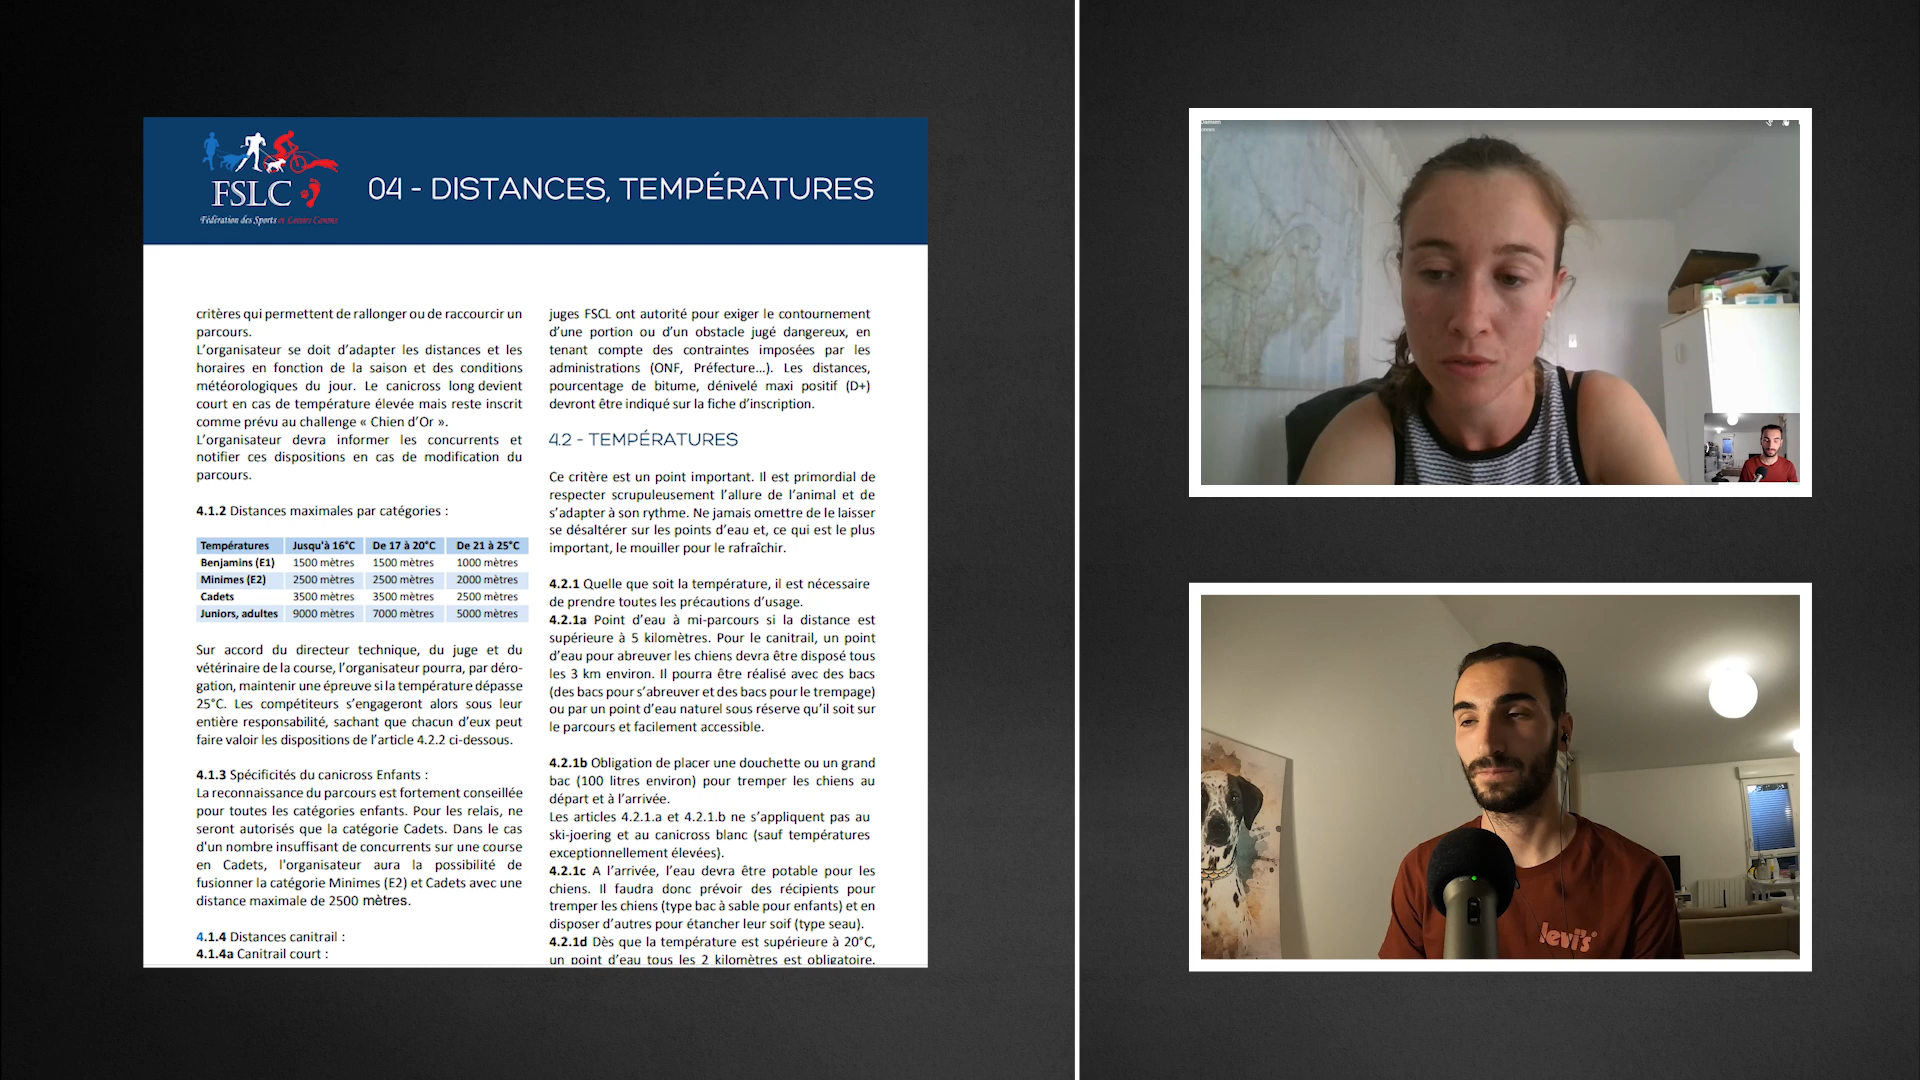 FSLC
Fédération des Sports et Loisirs Canins
04 - DISTANCES, TEMPÉRATURES
critères qui permettent de rallonger ou de raccourcir un
parcours.
L'organisateur se doit d'adapter les distances et les
horaires en fonction de la saison et des conditions
météorologiques du jour. Le canicross long devient
court en cas de température élevée mais reste inscrit
comme prévu au challenge « Chien d'Or ».
L'organisateur devra informer les concurrents et
notifier ces dispositions en cas de modification du
parcours.
4.1.2 Distances maximales par catégories :
Températures Jusqu'à 16°C De 17 à 20°C De 21 à 25°C
Benjamins (E1) 1500 mètres 1500 mètres 1000 mètres
Minimes (E2) 2500 mètres 2500 mètres 2000 mètres
Cadets 3500 mètres 3500 mètres 2500 mètres
Juniors, adultes 9000 mètres 7000 mètres 5000 mètres
Sur accord du directeur technique, du juge et du
vétérinaire de la course, l'organisateur pourra, par déro-
gation, maintenir une épreuve si la température dépasse
25°C. Les compétiteurs s'engageront alors sous leur
entière responsabilité, sachant que chacun d'eux peut
faire valoir les dispositions de l'article 4.2.2 ci-dessous.
4.1.3 Spécificités du canicross Enfants :
La reconnaissance du parcours est fortement conseillée
pour toutes les catégories enfants. Pour les relais, ne
seront autorisés que la catégorie Cadets. Dans le cas
d'un nombre insuffisant de concurrents sur une course
en Cadets, l'organisateur aura la possibilité de
fusionner la catégorie Minimes (E2) et Cadets avec une
distance maximale de 2500 mètres.
4.1.4 Distances canitrail :
4.1.4a Canitrail court :
juges FSCL ont autorité pour exiger le contournement
d'une portion ou d'un obstacle jugé dangereux, en
tenant compte des contraintes imposées par les
administrations (ONF, Préfecture...). Les distances,
pourcentage de bitume, dénivelé maxi positif (D+)
devront être indiqué sur la fiche d'inscription.
4.2 - TEMPÉRATURES
Ce critère est un point important. Il est primordial de
respecter scrupuleusement l'allure de l'animal et de
s'adapter à son rythme. Ne jamais omettre de le laisser
se désaltérer sur les points d'eau et, ce qui est le plus
important, le mouiller pour le rafraîchir.
4.2.1 Quelle que soit la température, il est nécessaire
de prendre toutes les précautions d'usage.
4.2.1a Point d'eau à mi-parcours si la distance est
supérieure à 5 kilomètres. Pour le canitrail, un point
d'eau pour abreuver les chiens devra être disposé tous
les 3 km environ. Il pourra être réalisé avec des bacs
(des bacs pour s'abreuver et des bacs pour le trempage)
ou par un point d'eau naturel sous réserve qu'il soit sur
le parcours et facilement accessible.
4.2.1b Obligation de placer une douchette ou un grand
bac (100 litres environ) pour tremper les chiens au
départ et à l'arrivée.
Les articles 4.2.1.a et 4.2.1.b ne s'appliquent pas au
ski-joering et au canicross blanc (sauf températures
exceptionnellement élevées).
4.2.1c A l'arrivée, l'eau devra être potable pour les
chiens. Il faudra donc prévoir des récipients pour
tremper les chiens (type bac à sable pour enfants) et en
disposer d'autres pour étancher leur soif (type seau).
4.2.1d Dès que la température est supérieure à 20°C,
un point d'eau tous les 2 kilomètres est obligatoire.
Damien
levi's